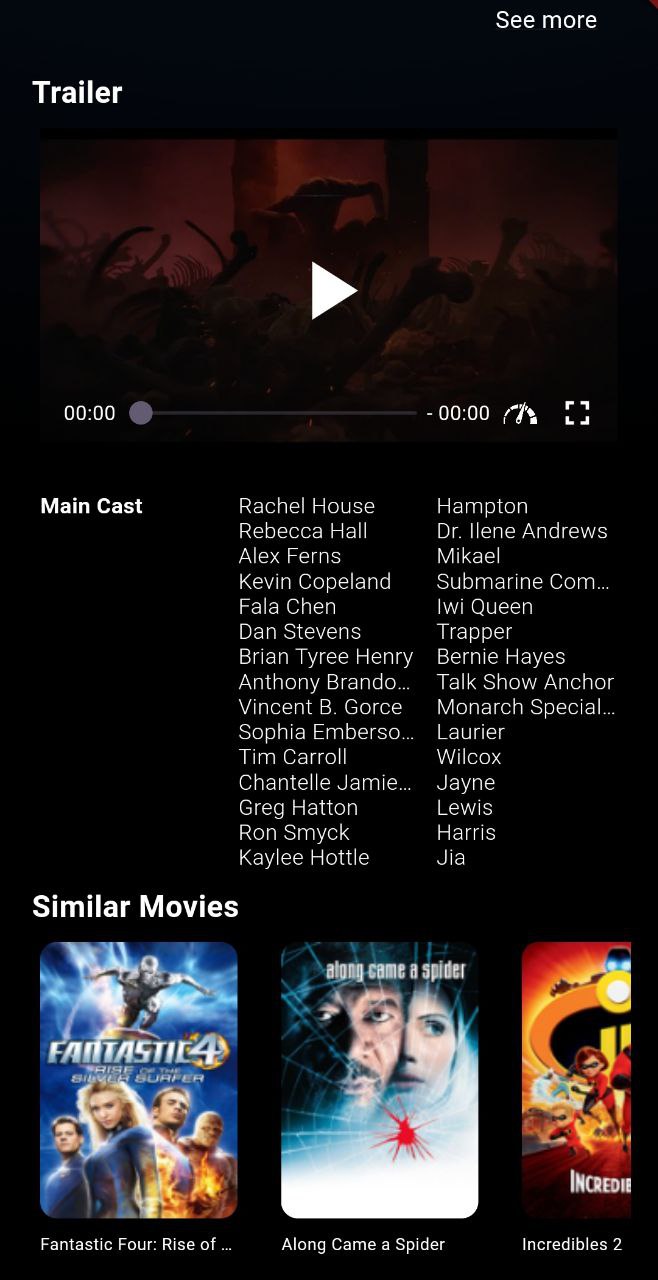 See more
Trailer
00:00 - 00:00
Main Cast
Rachel House Hampton
Rebecca Hall Dr. Ilene Andrews
Alex Ferns Mikael
Kevin Copeland Submarine Com...
Fala Chen Iwi Queen
Dan Stevens Trapper
Brian Tyree Henry Bernie Hayes
Anthony Brando... Talk Show Anchor
Vincent B. Gorce Monarch Special...
Sophia Emberso... Laurier
Tim Carroll Wilcox
Chantelle Jamie... Jayne
Greg Hatton Lewis
Ron Smyck Harris
Kaylee Hottle Jia
Similar Movies
FANTASTIC 4
RISE OF THE
SILVER SURFER
along came a spider
INCREDIB
Fantastic Four: Rise of ...
Along Came a Spider
Incredibles 2